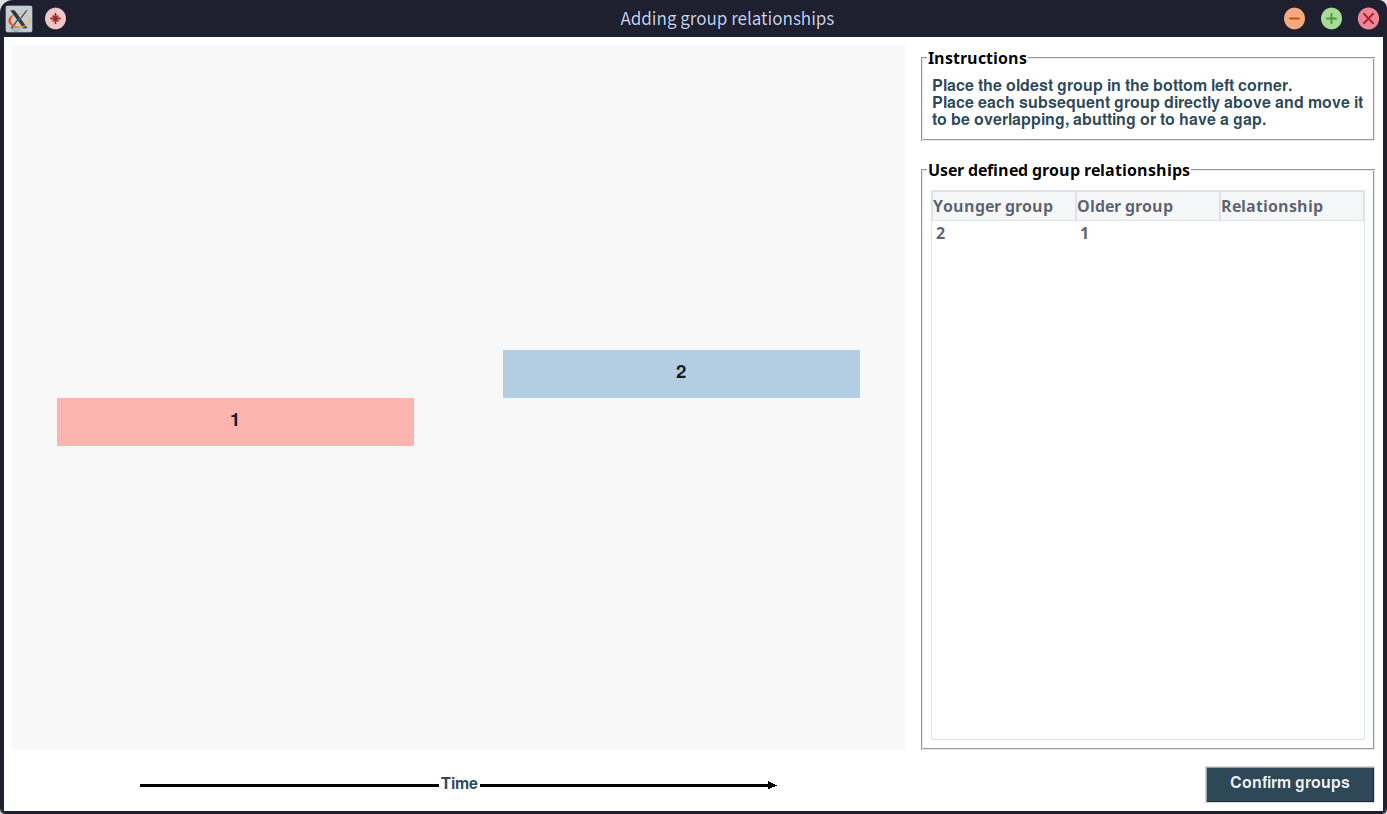 Adding group relationships
Instructions
Place the oldest group in the bottom left corner.
Place each subsequent group directly above and move it
to be overlapping, abutting or to have a gap.
User defined group relationships
Younger group Older group Relationship
2 1
2
1
Time
Confirm groups